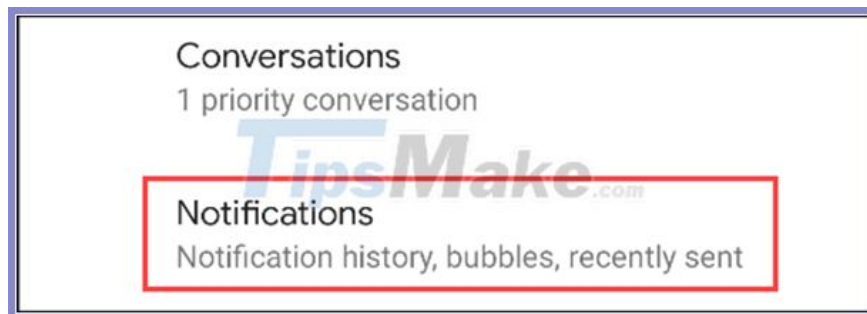 Conversations
1 priority conversation
TipsMake.com
Notifications
Notification history, bubbles, recently sent